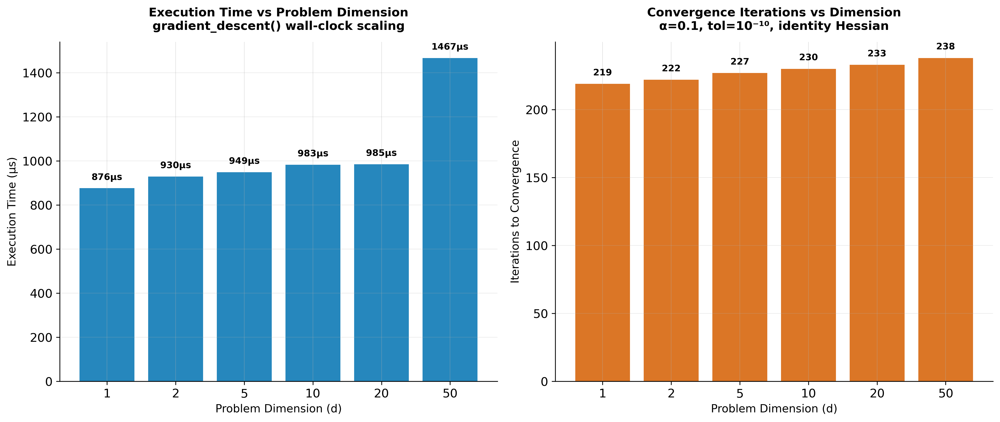 Execution Time vs Problem Dimension
gradient_descent() wall-clock scaling
Execution Time (µs)
1400
1200
1000
800
600
400
200
0
876µs
930µs
949µs
983µs
985µs
1467µs
1
2
5
10
20
50
Problem Dimension (d)
Convergence Iterations vs Dimension
α=0.1, tol=10⁻¹⁰, identity Hessian
Iterations to Convergence
200
150
100
50
0
219
222
227
230
233
238
1
2
5
10
20
50
Problem Dimension (d)